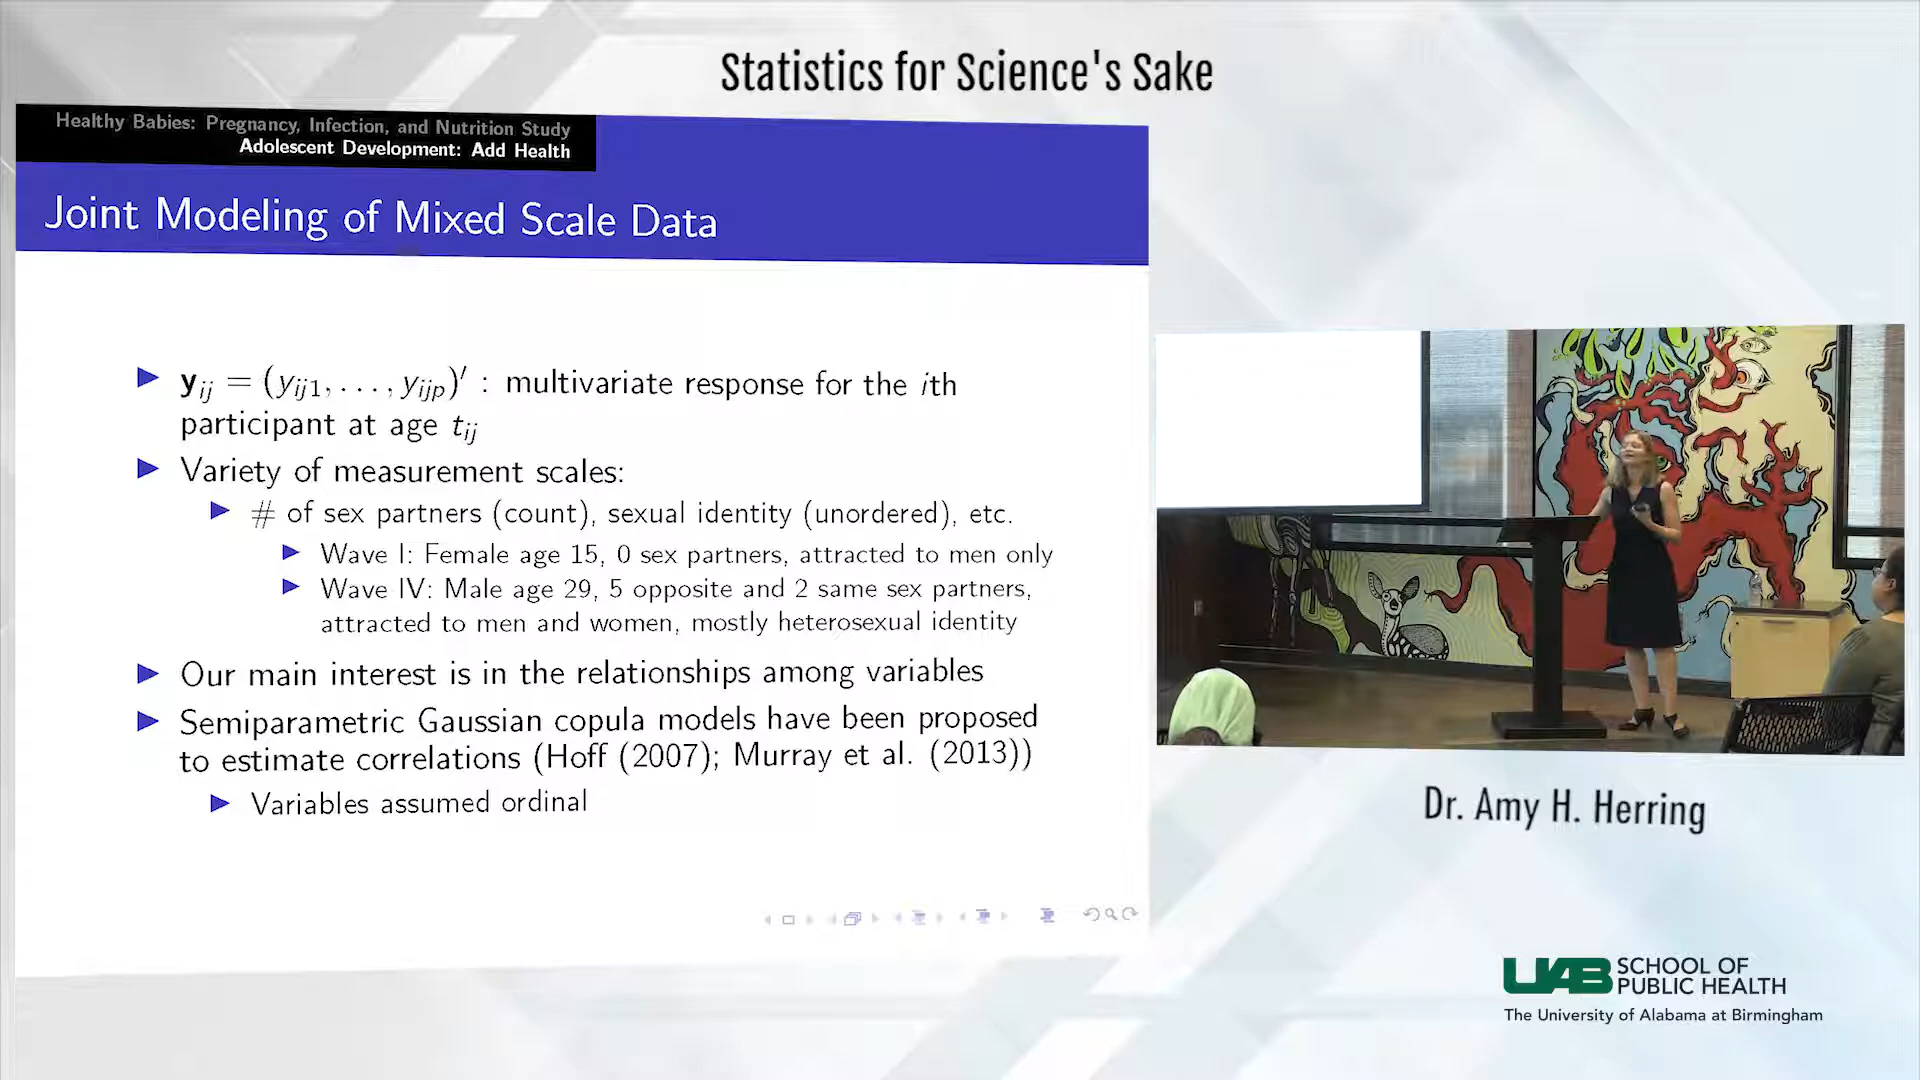 Statistics for Science's Sake
Healthy Babies: Pregnancy, Infection, and Nutrition Study
Adolescent Development: Add Health
Joint Modeling of Mixed Scale Data
▶ y_ij = (y_ij1, . . . , y_ijp)′ : multivariate response for the ith
participant at age t_ij
▶ Variety of measurement scales:
▶ # of sex partners (count), sexual identity (unordered), etc.
▶ Wave I: Female age 15, 0 sex partners, attracted to men only
▶ Wave IV: Male age 29, 5 opposite and 2 same sex partners,
attracted to men and women, mostly heterosexual identity
▶ Our main interest is in the relationships among variables
▶ Semiparametric Gaussian copula models have been proposed
to estimate correlations (Hoff (2007); Murray et al. (2013))
▶ Variables assumed ordinal
Dr. Amy H. Herring
UAB SCHOOL OF
PUBLIC HEALTH
The University of Alabama at Birmingham